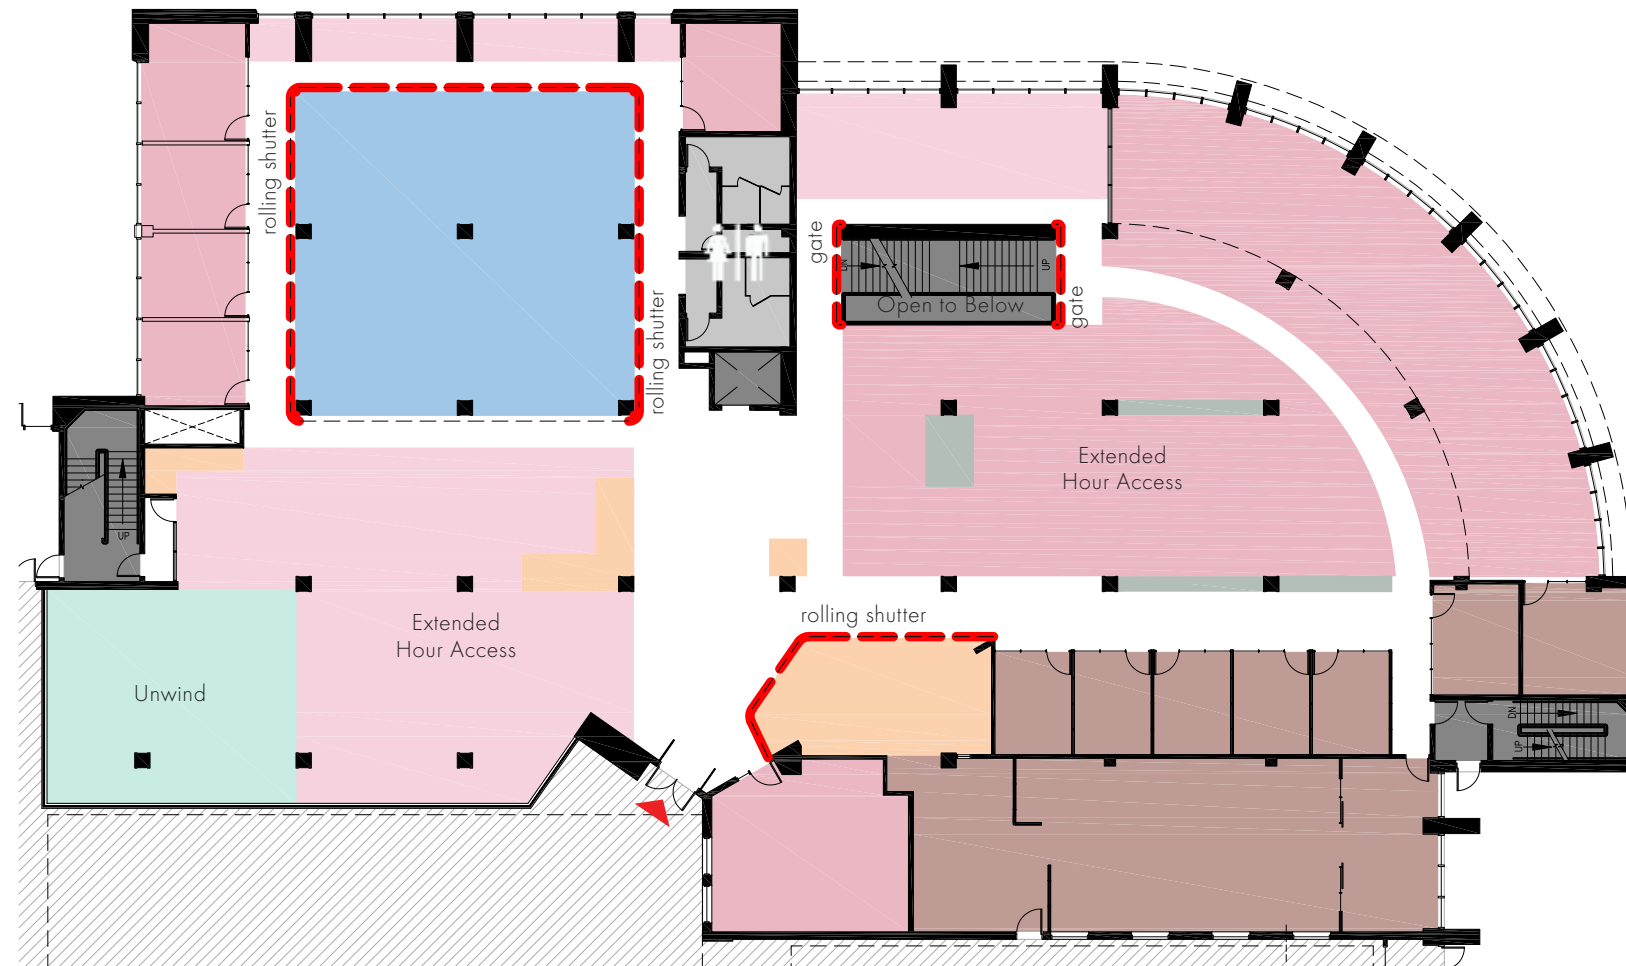 rolling shutter
rolling shutter
gate
gate
DN
UP
Open to Below
Extended
Hour Access
UP
Extended
Hour Access
Unwind
rolling shutter
DN
UP